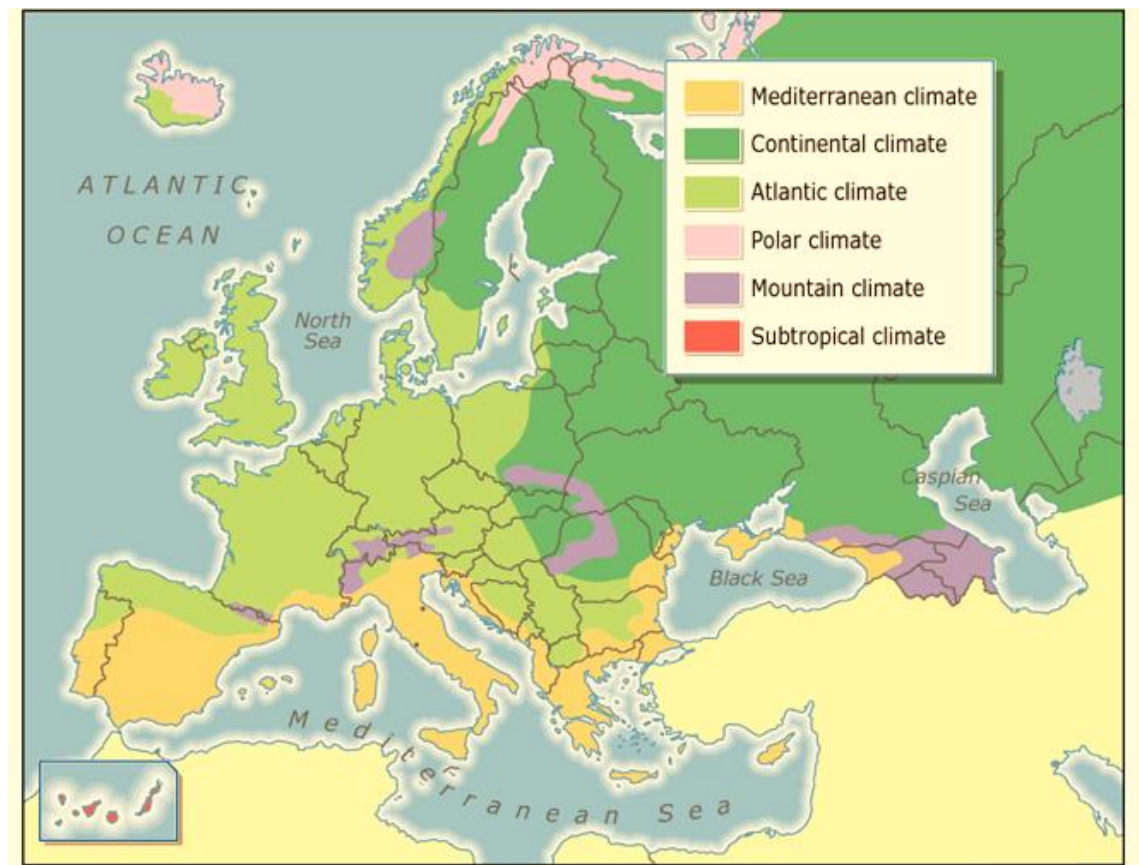 Mediterranean climate
Continental climate
Atlantic climate
Polar climate
Mountain climate
Subtropical climate
ATLANTIC
OCEAN
North
Sea
Caspian
Sea
Black Sea
Mediterranean Sea